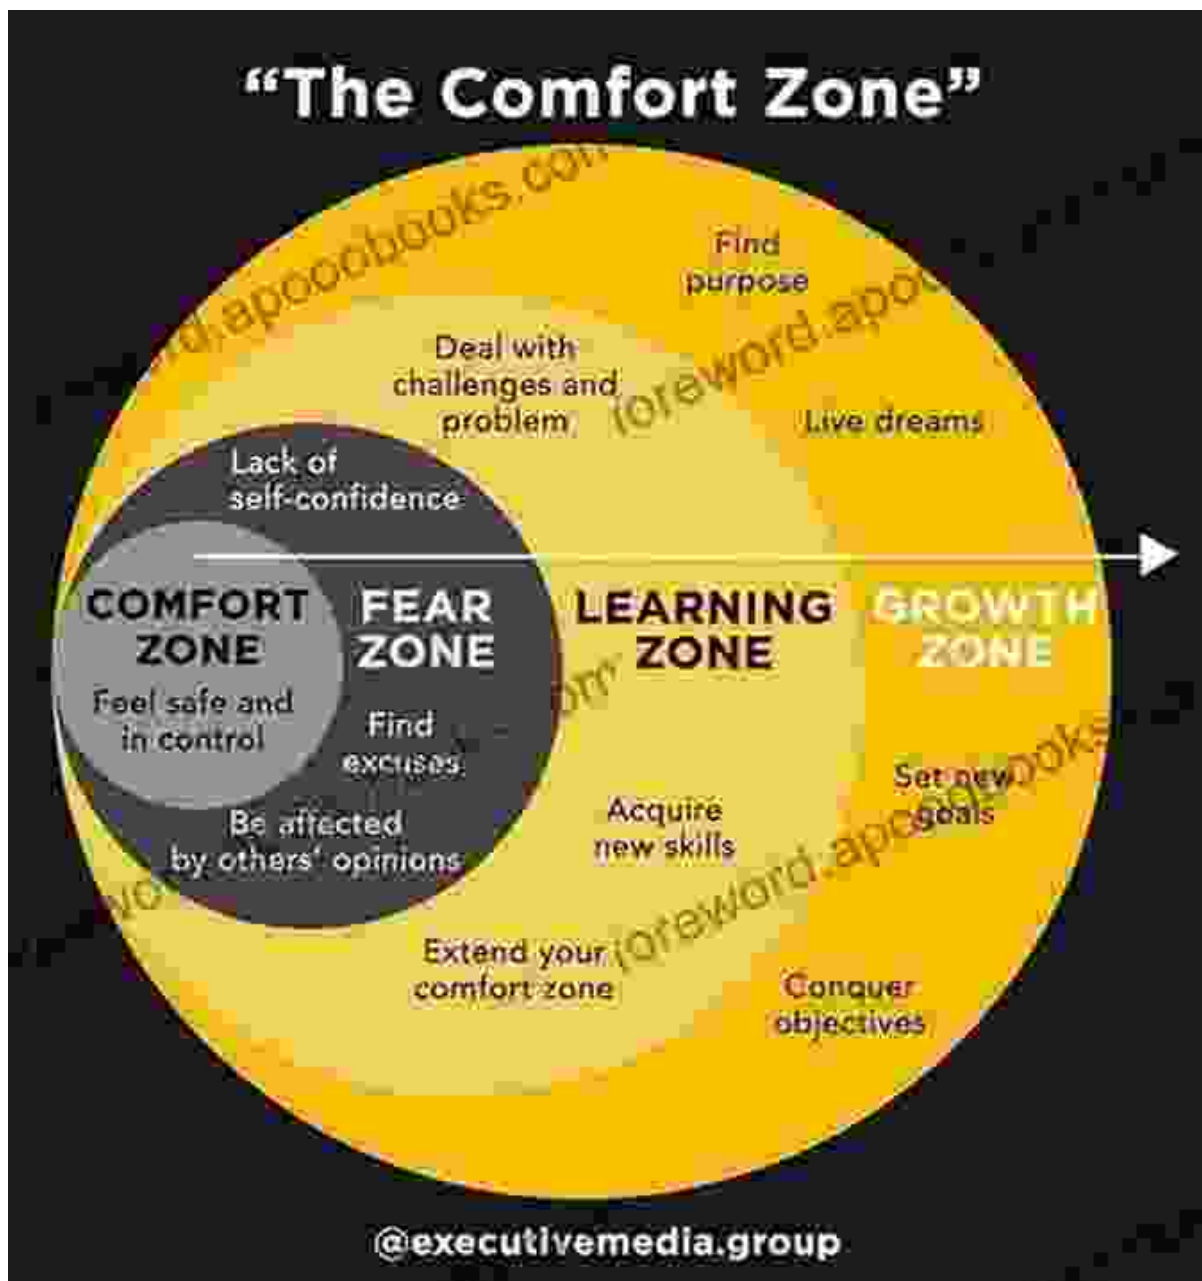 “The Comfort Zone”
Find
purpose
Deal with
challenges and
problem
Live dreams
Lack of
self-confidence
COMFORT
ZONE
Feel safe and
in control
FEAR
ZONE
Find
excuses
Be affected
by others' opinions
LEARNING
ZONE
Acquire
new skills
Extend your
comfort zone
GROWTH
ZONE
Set new
goals
Conquer
objectives
@executivemedia.group